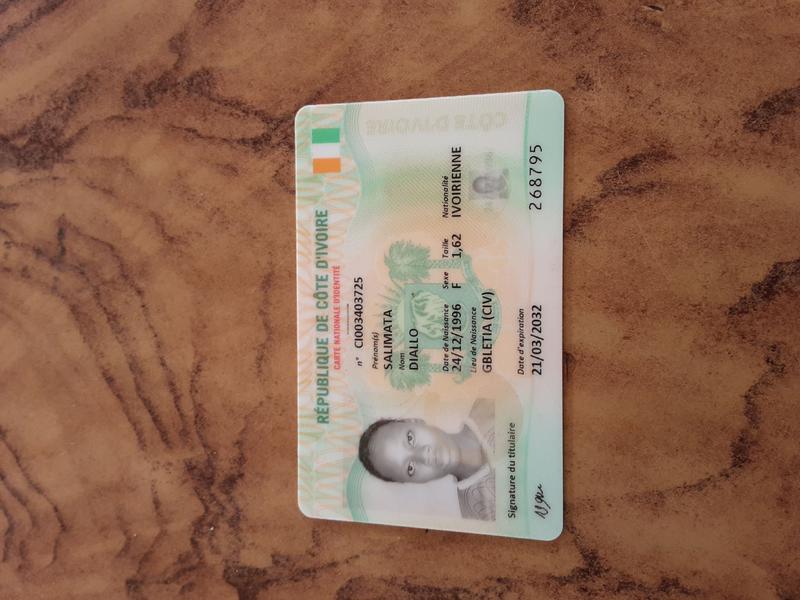 CÔTE D'IVOIRE
RÉPUBLIQUE DE CÔTE D'IVOIRE
CARTE NATIONALE D'IDENTITÉ
n° CI003403725
Prénom(s)
SALIMATA
Nom
DIALLO
Date de Naissance Sexe Taille Nationalité
24/12/1996 F 1,62 IVOIRIENNE
Lieu de Naissance
GBLETIA (CIV)
Signature du titulaire Date d'expiration
21/03/2032 268795